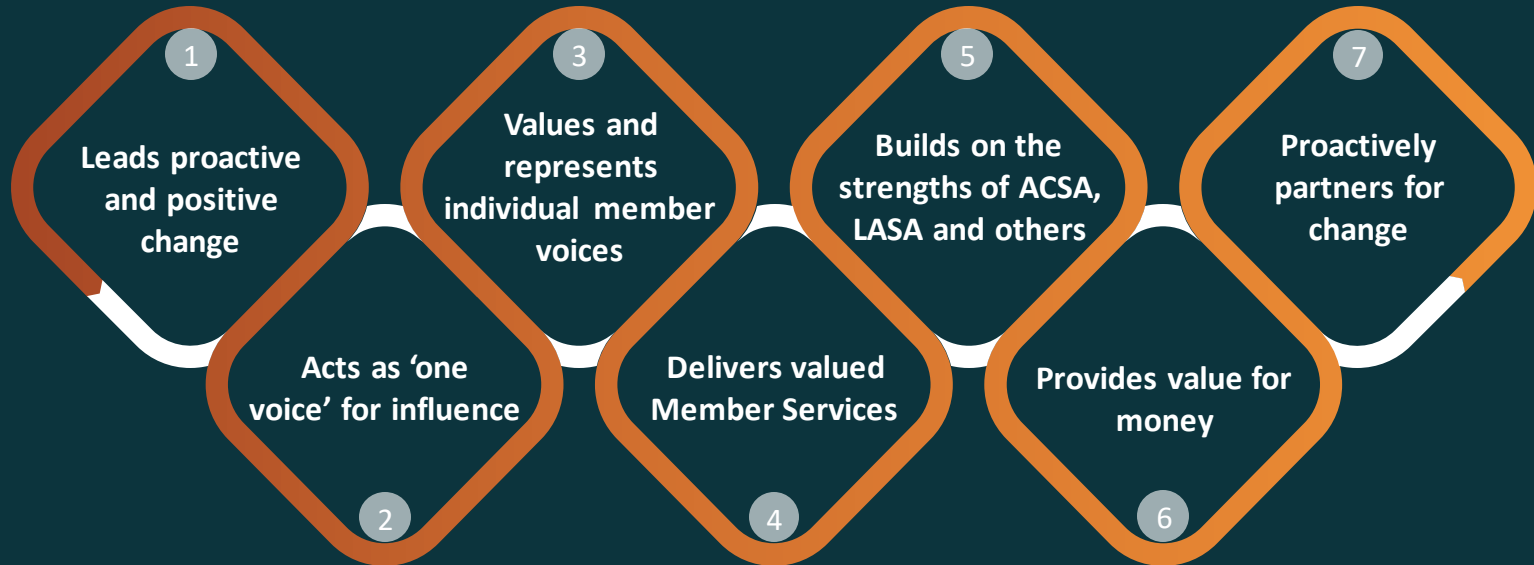 1
Leads proactive
and positive
change
2
Acts as ‘one
voice’ for influence
3
Values and
represents
individual member
voices
4
Delivers valued
Member Services
5
Builds on the
strengths of ACSA,
LASA and others
6
Provides value for
money
7
Proactively
partners for
change